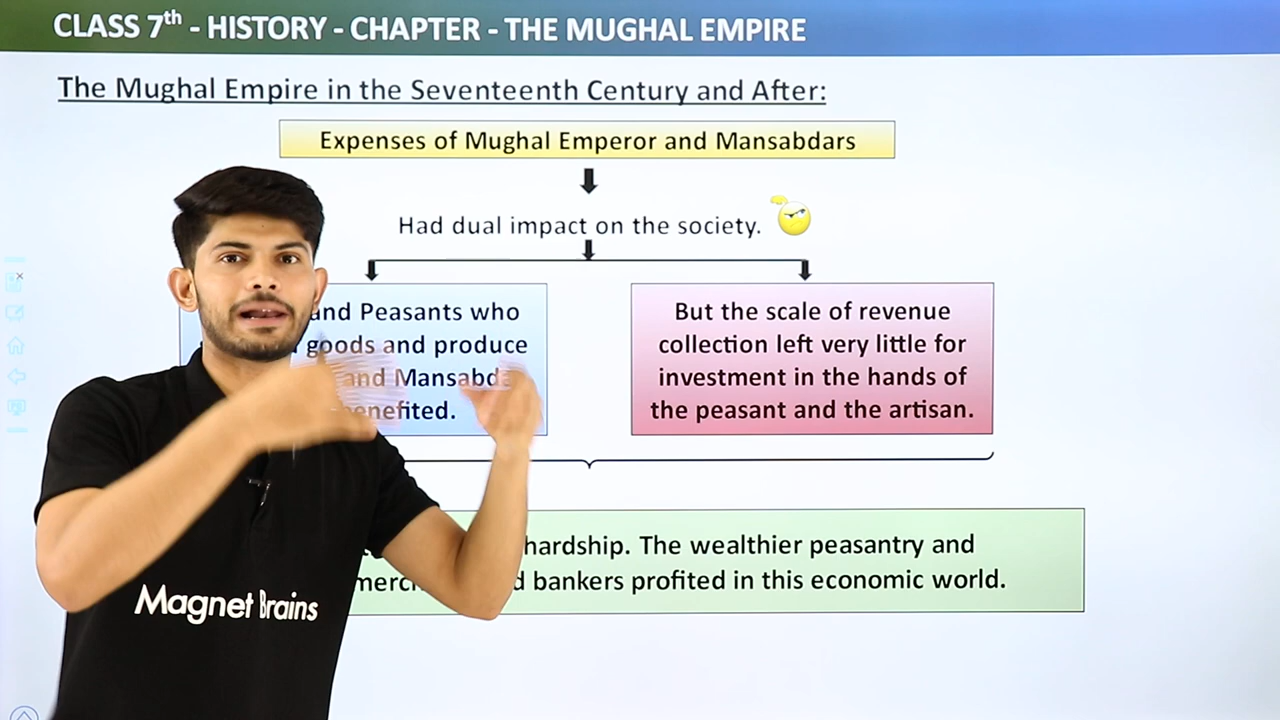 CLASS 7th - HISTORY - CHAPTER - THE MUGHAL EMPIRE
The Mughal Empire in the Seventeenth Century and After:
Expenses of Mughal Emperor and Mansabdars
Had dual impact on the society.
and Peasants who
goods and produce
and
But the scale of revenue
collection left very little for
investment in the hands of
the peasant and the artisan.
hardship. The wealthier peasantry and
bankers profited in this economic world.
Magnet Brains